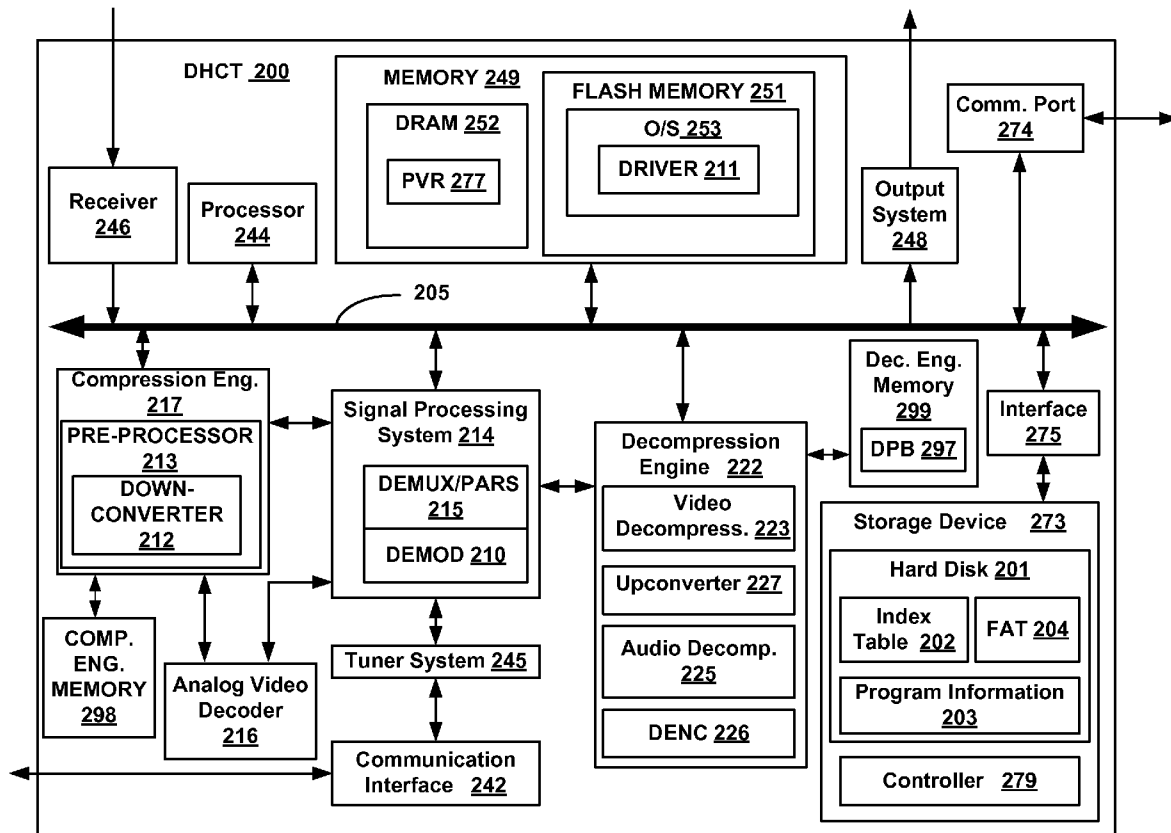 DHCT 200
MEMORY 249
FLASH MEMORY 251
DRAM 252
O/S 253
PVR 277
DRIVER 211
Comm. Port
274
Receiver
246
Processor
244
Output
System
248
205
Compression Eng.
217
PRE-PROCESSOR
213
DOWN-
CONVERTER
212
Signal Processing
System 214
DEMUX/PARS
215
DEMOD 210
Decompression
Engine 222
Video
Decompress. 223
Upconverter 227
Audio Decomp.
225
DENC 226
Dec. Eng.
Memory
299
DPB 297
Interface
275
Storage Device 273
Hard Disk 201
Index
Table 202
FAT 204
Program Information
203
Controller 279
COMP.
ENG.
MEMORY
298
Analog Video
Decoder
216
Tuner System 245
Communication
Interface 242